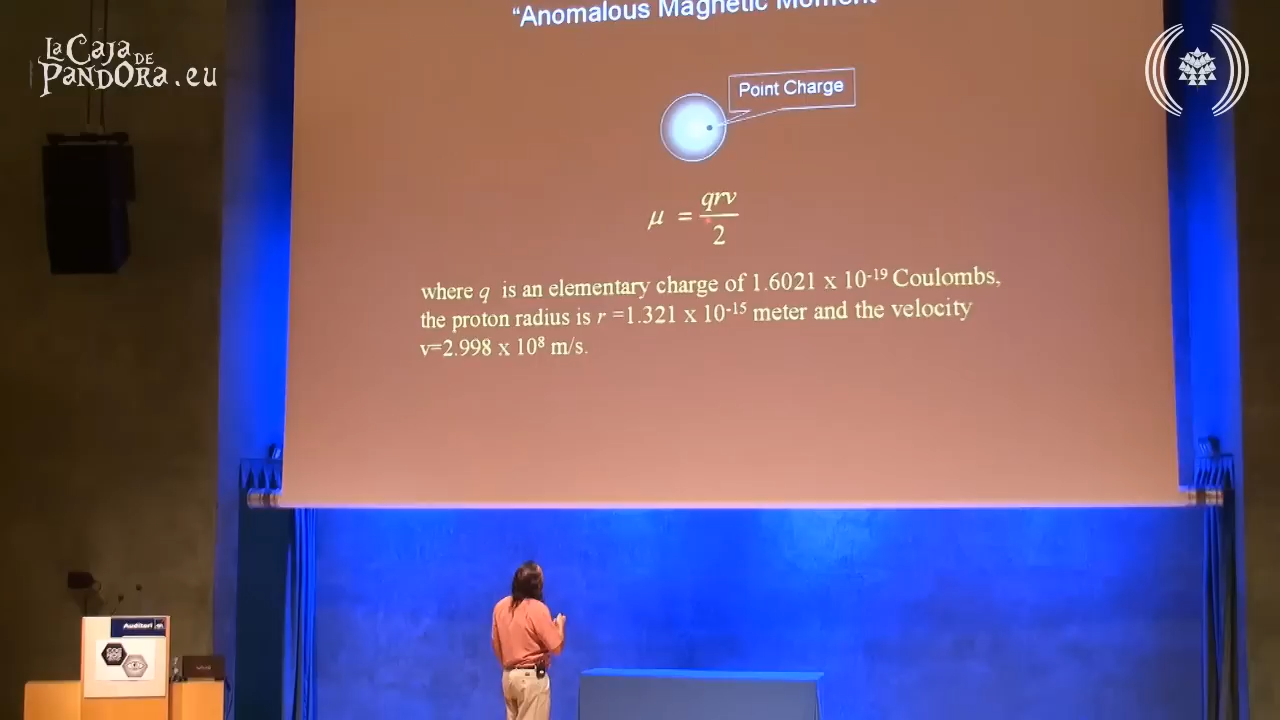 La Caja
DE
PANDORA.eu
“Anomalous Magnetic Moment
Point Charge
μ = qrv
2
where q is an elementary charge of 1.6021 x 10⁻¹⁹ Coulombs,
the proton radius is r =1.321 x 10⁻¹⁵ meter and the velocity
v=2.998 x 10⁸ m/s.
Auditori